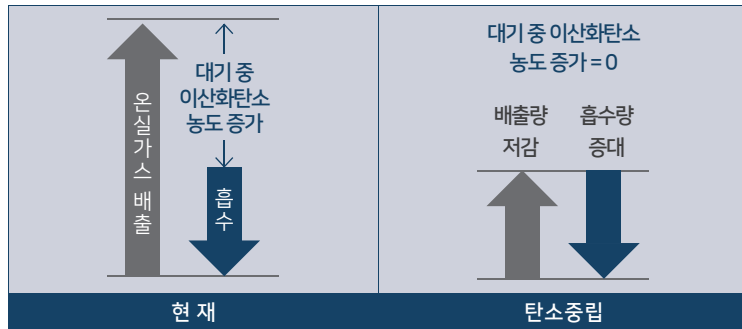 온실가스 배출
대기 중
이산화탄소
농도 증가
흡수
현 재
대기 중 이산화탄소
농도 증가 = 0
배출량
저감
흡수량
증대
탄소중립